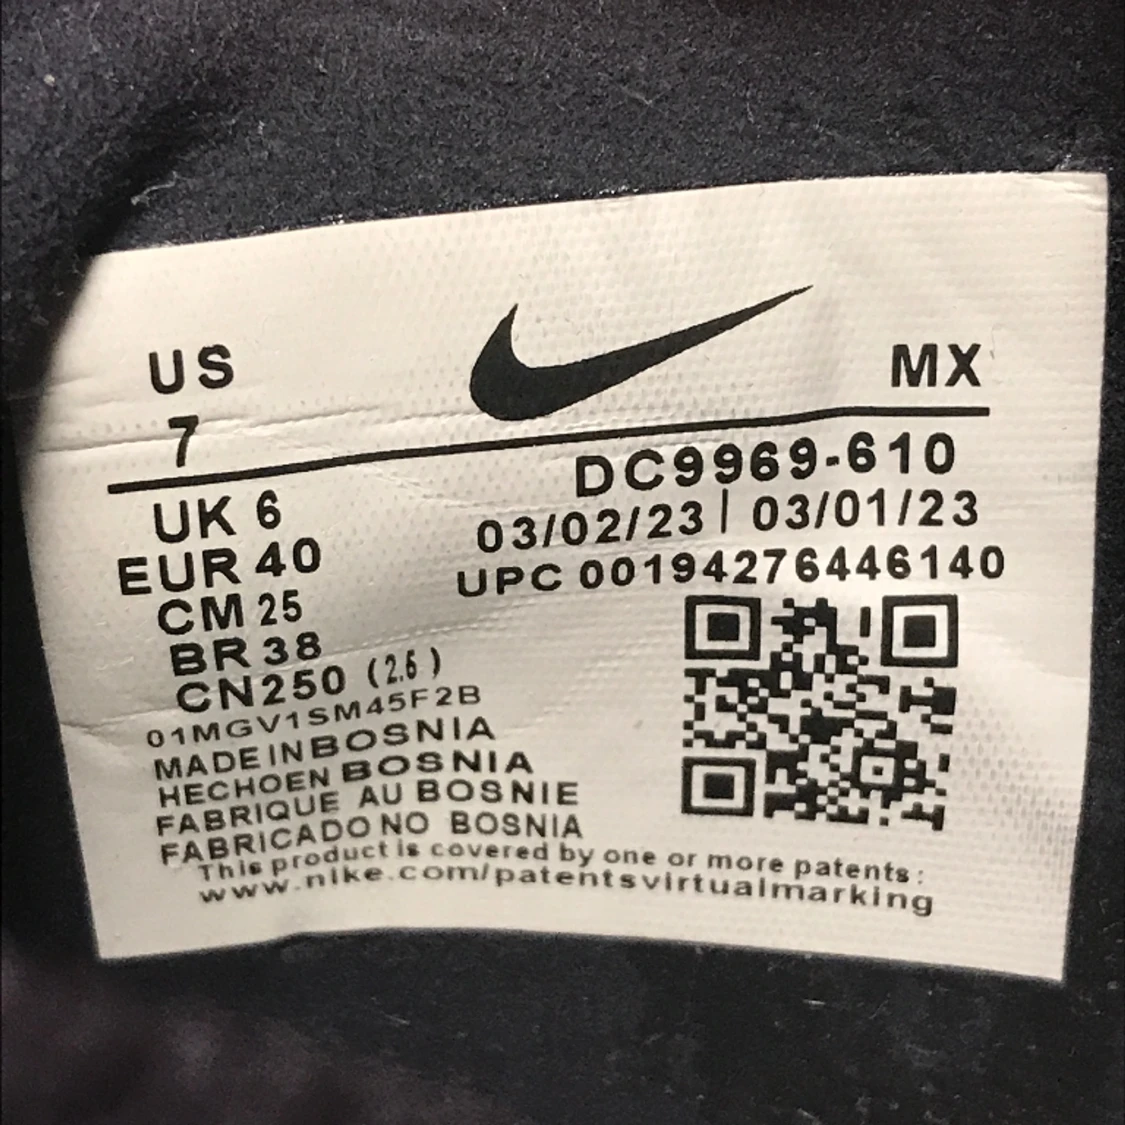 US
MX
7
DC9969-610
UK 6
03/02/23 | 03/01/23
EUR 40
UPC 00194276446140
CM 25
BR 38
CN250 (2.6)
01MGV1SM45F2B
MADE IN BOSNIA
HECHOEN BOSNIA
FABRIQUE AU BOSNIE
FABRICADO NO BOSNIA
This product is covered by one or more patents:
www.nike.com/patentsvirtualmarking